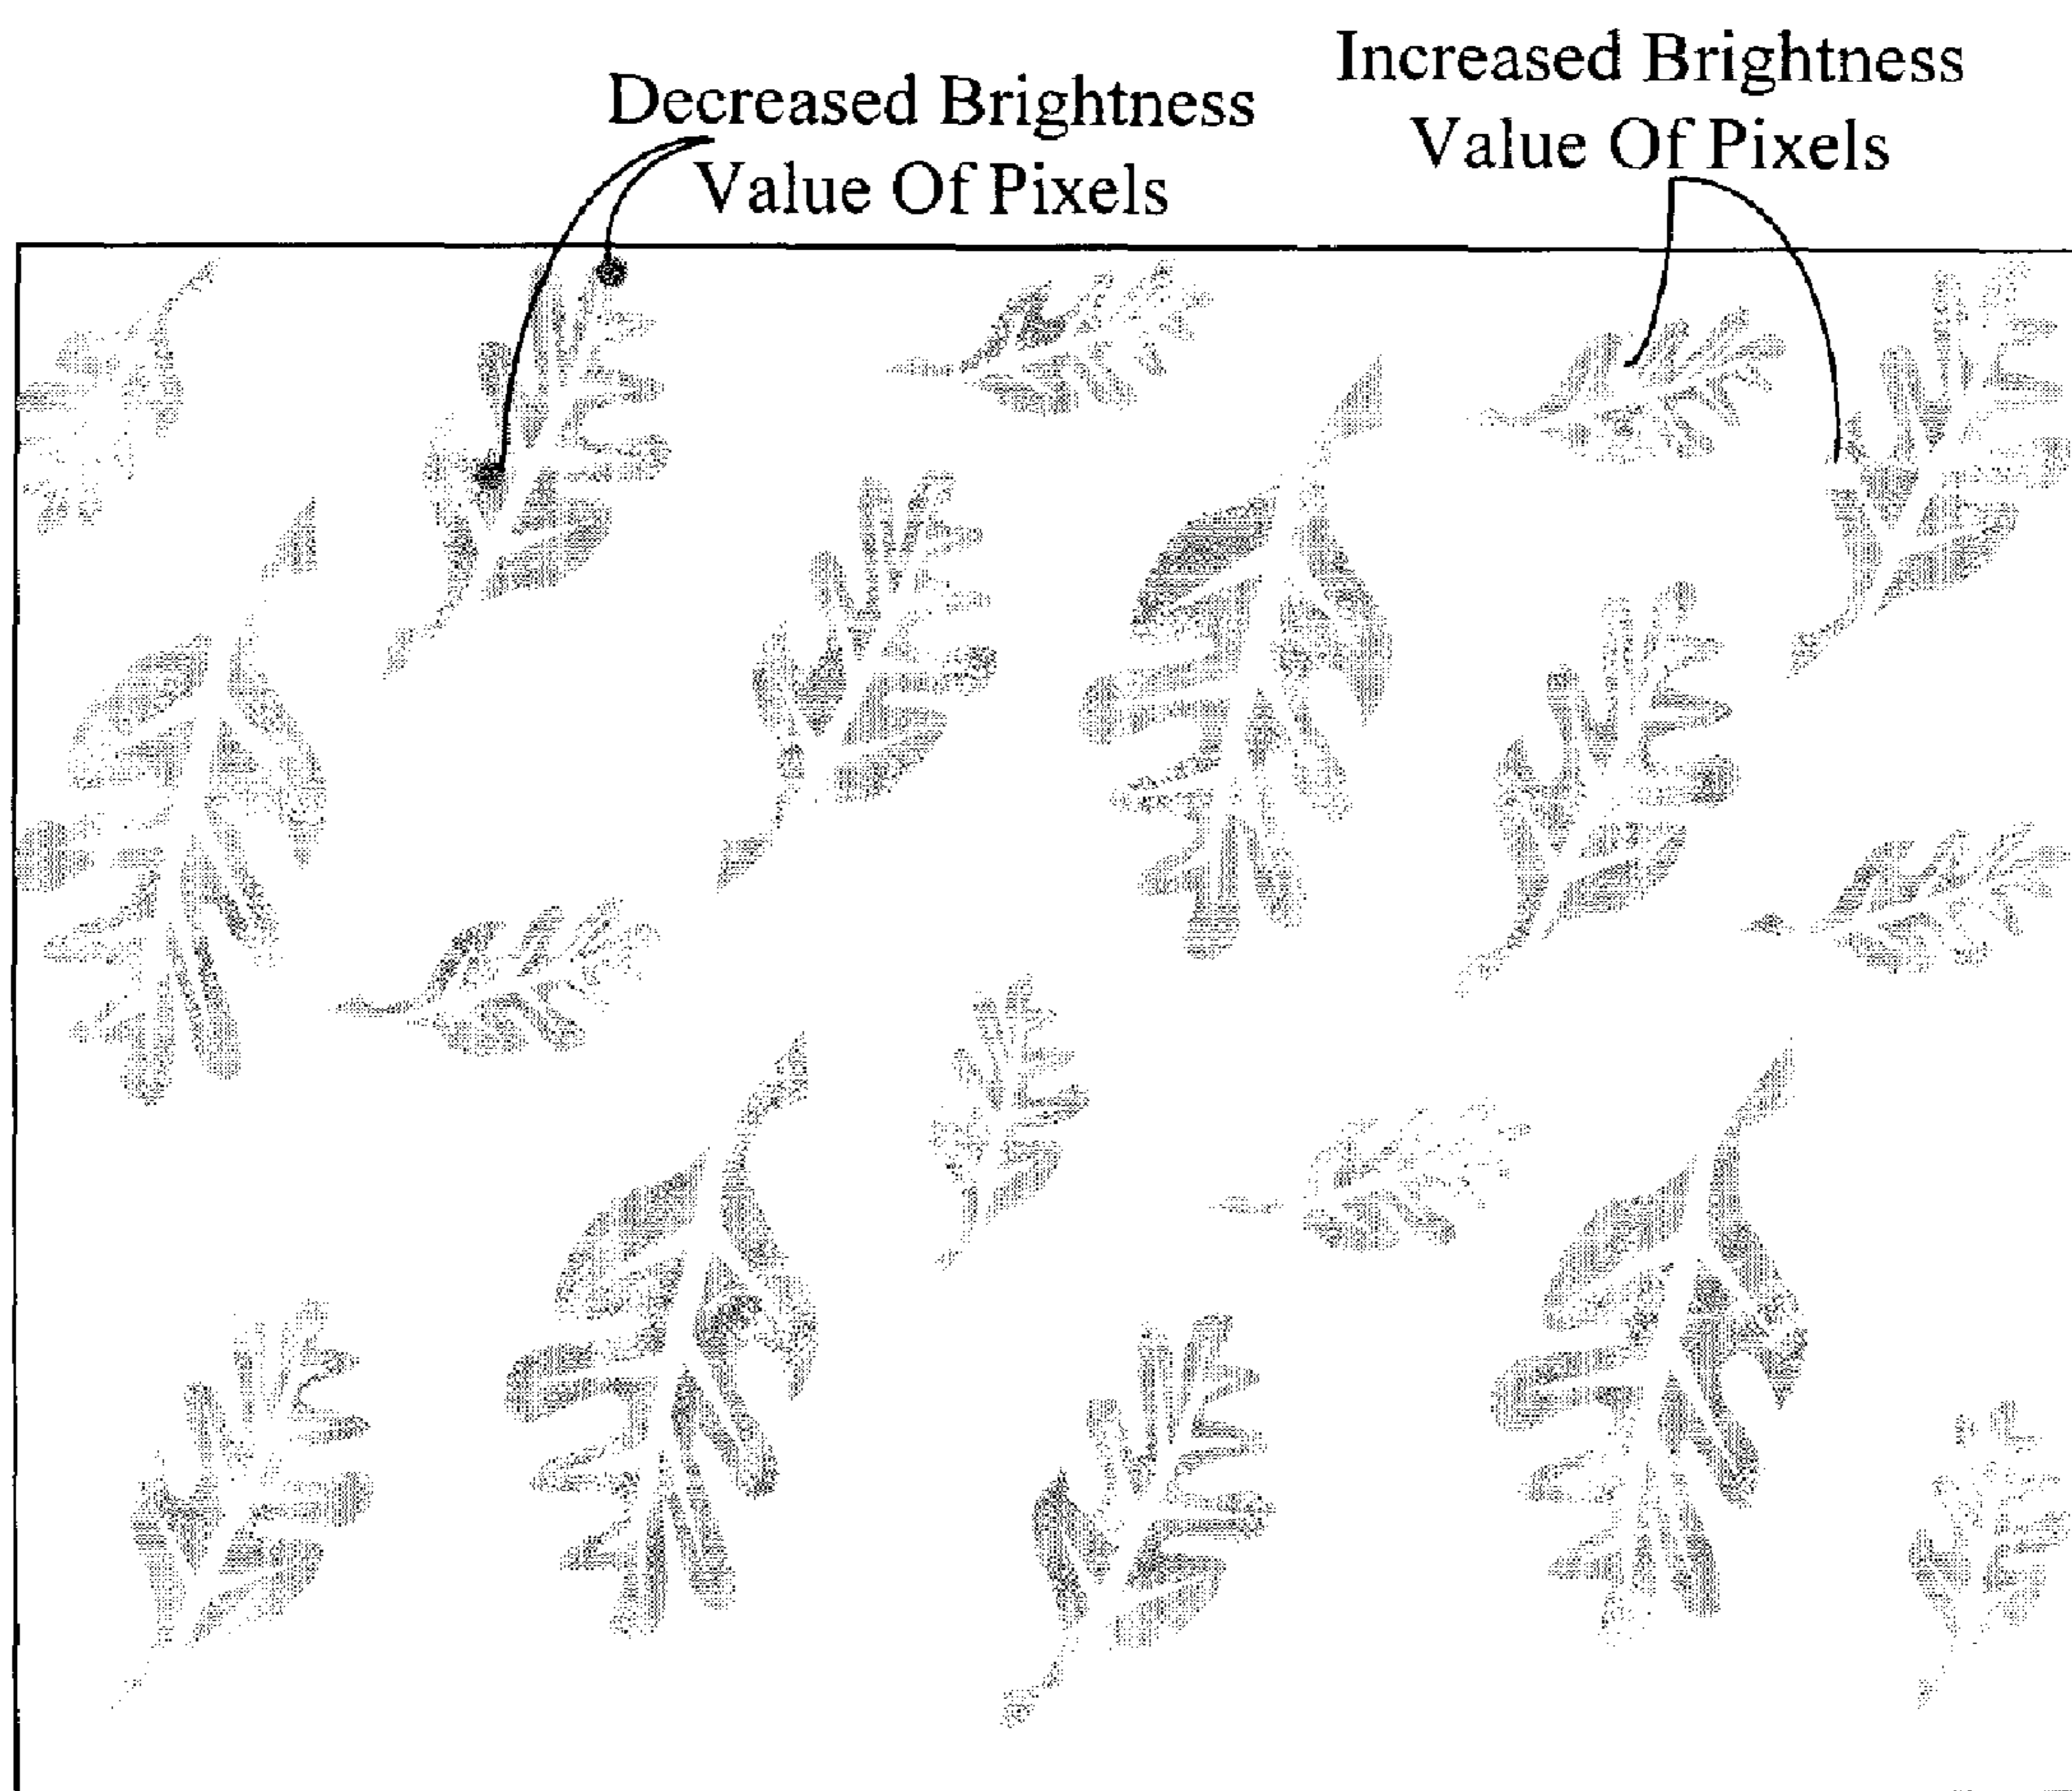 Decreased Brightness
Value Of Pixels
Increased Brightness
Value Of Pixels